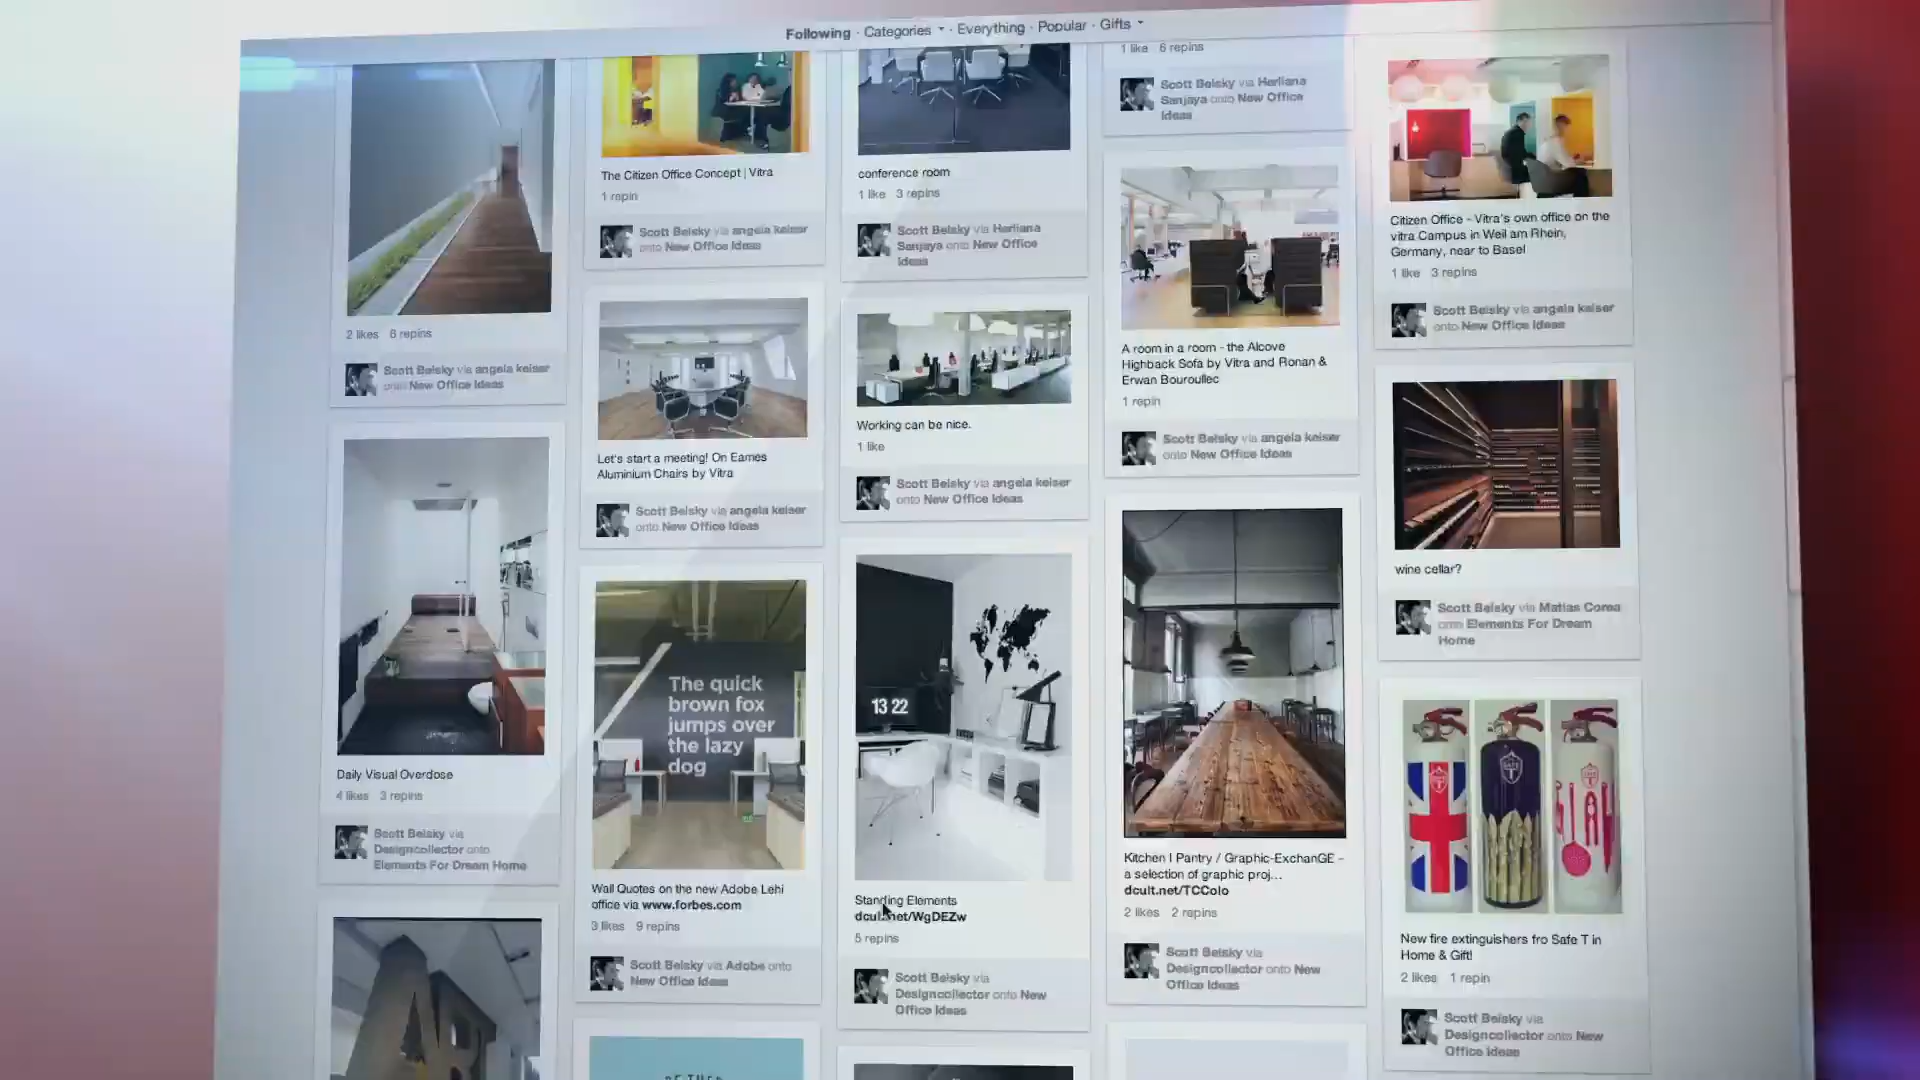 Following · Categories · Everything · Popular · Gifts
2 likes 6 repins
Scott Belsky via angela keiser
onto New Office Ideas
Daily Visual Overdose
4 likes 3 repins
Scott Belsky via
Designcollector onto
Elements For Dream Home
The Citizen Office Concept | Vitra
1 repin
Scott Belsky via angela keiser
onto New Office Ideas
Let's start a meeting! On Eames
Aluminium Chairs by Vitra
Scott Belsky via angela keiser
onto New Office Ideas
The quick
brown fox
jumps over
the lazy
dog
Wall Quotes on the new Adobe Lehi
office via www.forbes.com
3 likes 9 repins
Scott Belsky via Adobe onto
New Office Ideas
conference room
1 like 3 repins
Scott Belsky via Herliana
Sanjaya onto New Office
Ideas
Working can be nice.
1 like
Scott Belsky via angela keiser
onto New Office Ideas
13 22
Standing Elements
dcult.net/WgDEZw
5 repins
Scott Belsky via
Designcollector onto New
Office Ideas
1 like 6 repins
Scott Belsky via Herliana
Sanjaya onto New Office
Ideas
A room in a room - the Alcove
Highback Sofa by Vitra and Ronan &
Erwan Bouroullec
1 repin
Scott Belsky via angela keiser
onto New Office Ideas
Kitchen I Pantry / Graphic-ExchanGE -
a selection of graphic proj...
dcult.net/TCColo
2 likes 2 repins
Scott Belsky via
Designcollector onto New
Office Ideas
Citizen Office - Vitra's own office on the
vitra Campus in Weil am Rhein,
Germany, near to Basel
1 like 3 repins
Scott Belsky via angela keiser
onto New Office Ideas
wine cellar?
Scott Belsky via Matias Corea
onto Elements For Dream
Home
SAFE
T
New fire extinguishers fro Safe T in
Home & Gift!
2 likes 1 repin
Scott Belsky via
Designcollector onto New
Office Ideas